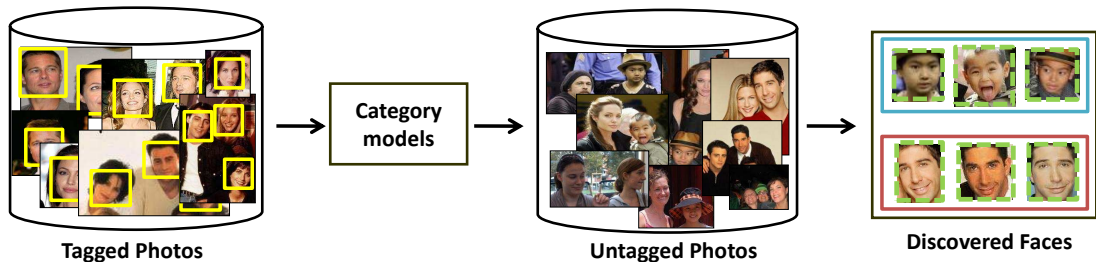 Tagged Photos
Category
models
Untagged Photos
Discovered Faces